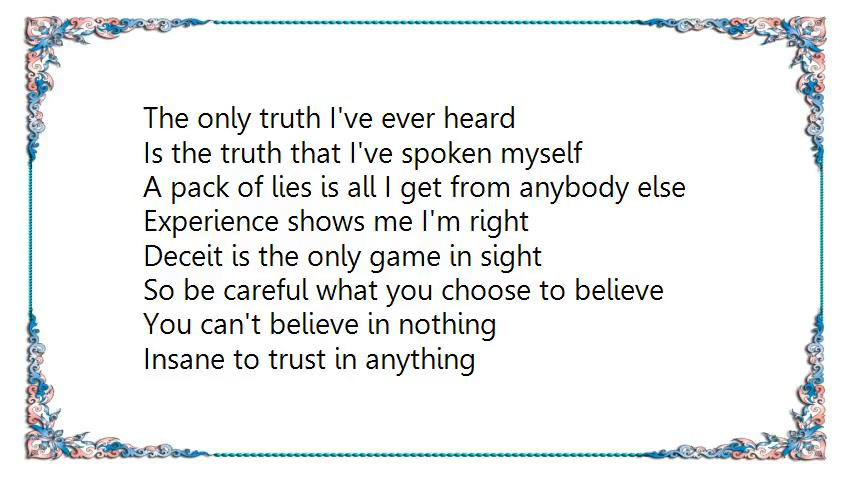 The only truth I've ever heard
Is the truth that I've spoken myself
A pack of lies is all I get from anybody else
Experience shows me I'm right
Deceit is the only game in sight
So be careful what you choose to believe
You can't believe in nothing
Insane to trust in anything